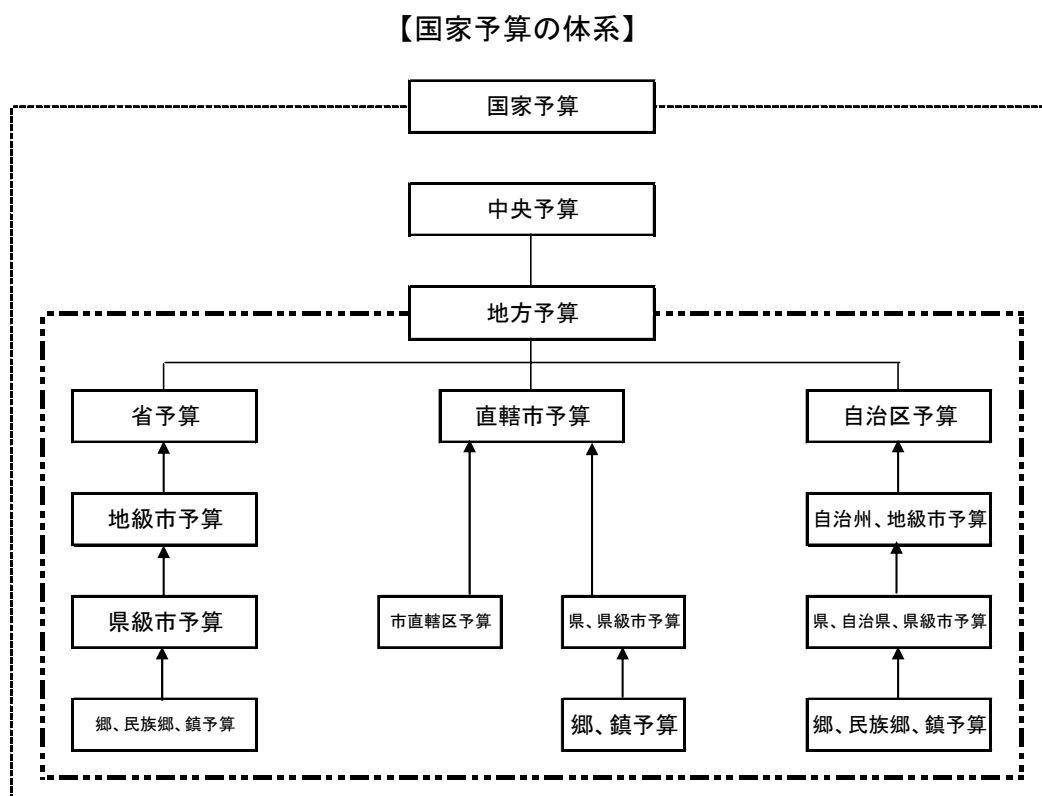 【国家予算の体系】
国家予算
中央予算
地方予算
省予算
直轄市予算
自治区予算
地級市予算
自治州、地級市予算
県級市予算
市直轄区予算
県、県級市予算
県、自治県、県級市予算
郷、民族郷、鎮予算
郷、鎮予算
郷、民族郷、鎮予算